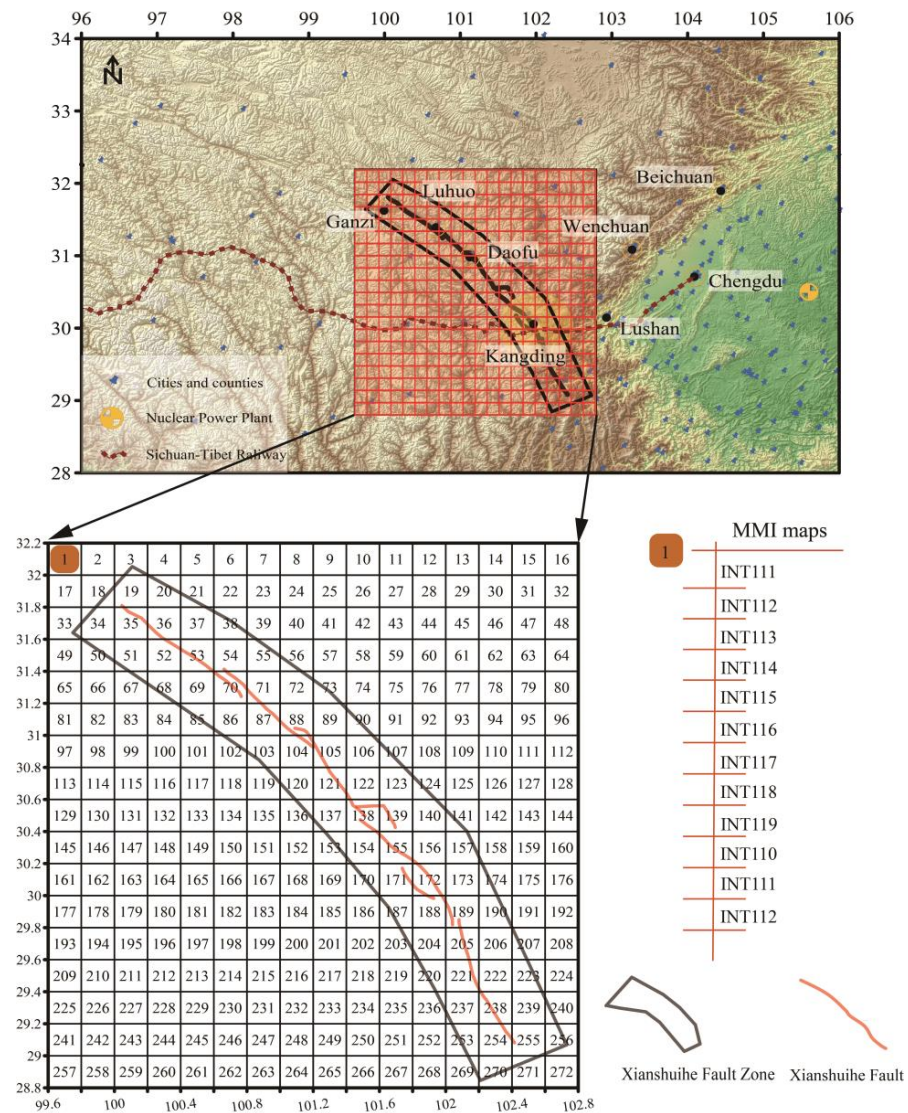 96 97 98 99 100 101 102 103 104 105 106
34
N
33
32
31
30
29
28
Beichuan
Luhuo
Ganzi
Wenchuan
Daofu
Chengdu
Lushan
Kangding
Cities and counties
Nuclear Power Plant
Sichuan-Tibet Railway
32.2
1 2 3 4 5 6 7 8 9 10 11 12 13 14 15 16
32
17 18 19 20 21 22 23 24 25 26 27 28 29 30 31 32
31.8
33 34 35 36 37 38 39 40 41 42 43 44 45 46 47 48
31.6
49 50 51 52 53 54 55 56 57 58 59 60 61 62 63 64
31.4
65 66 67 68 69 70 71 72 73 74 75 76 77 78 79 80
31.2
81 82 83 84 85 86 87 88 89 90 91 92 93 94 95 96
31
97 98 99 100 101 102 103 104 105 106 107 108 109 110 111 112
30.8
113 114 115 116 117 118 119 120 121 122 123 124 125 126 127 128
30.6
129 130 131 132 133 134 135 136 137 138 139 140 141 142 143 144
30.4
145 146 147 148 149 150 151 152 153 154 155 156 157 158 159 160
30.2
161 162 163 164 165 166 167 168 169 170 171 172 173 174 175 176
30
177 178 179 180 181 182 183 184 185 186 187 188 189 190 191 192
29.8
193 194 195 196 197 198 199 200 201 202 203 204 205 206 207 208
29.6
209 210 211 212 213 214 215 216 217 218 219 220 221 222 223 224
29.4
225 226 227 228 229 230 231 232 233 234 235 236 237 238 239 240
29.2
241 242 243 244 245 246 247 248 249 250 251 252 253 254 255 256
29
257 258 259 260 261 262 263 264 265 266 267 268 269 270 271 272
28.8
99.6 100 100.4 100.8 101.2 101.6 102 102.4 102.8
1 MMI maps
INT111
INT112
INT113
INT114
INT115
INT116
INT117
INT118
INT119
INT110
INT111
INT112
Xianshuihe Fault Zone Xianshuihe Fault